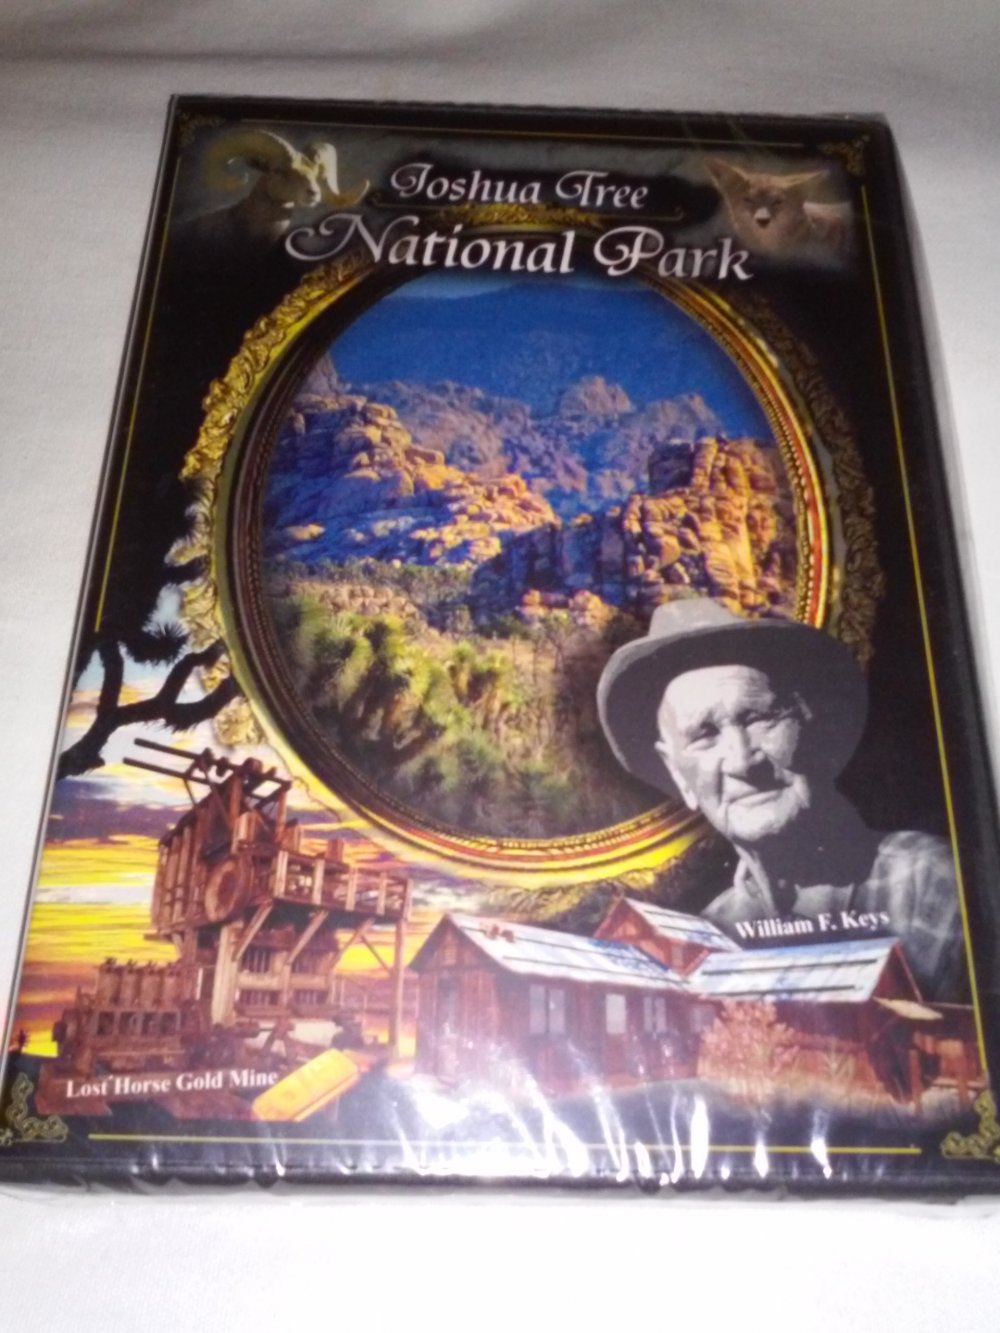 Joshua Tree
National Park
William F. Keys
Lost Horse Gold Mine